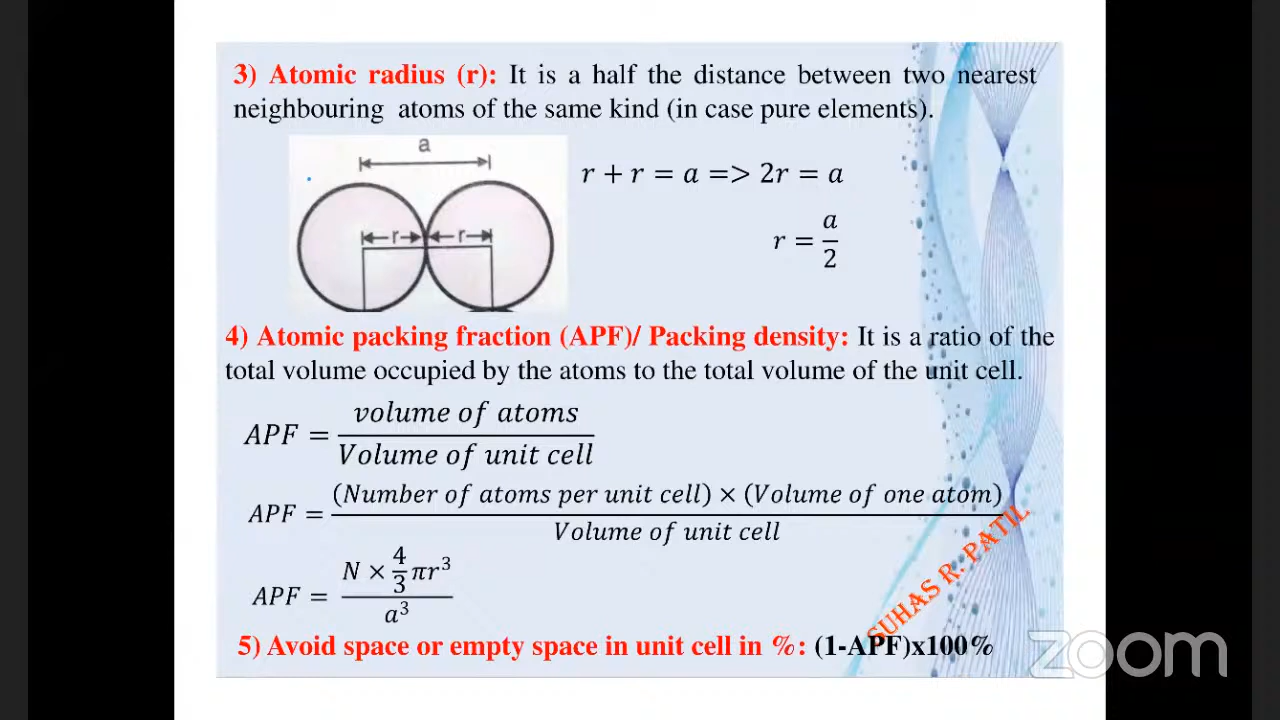 3) Atomic radius (r): It is a half the distance between two nearest
neighbouring atoms of the same kind (in case pure elements).
a
r + r = a => 2r = a
r = a/2
r r
4) Atomic packing fraction (APF)/ Packing density: It is a ratio of the
total volume occupied by the atoms to the total volume of the unit cell.
APF = volume of atoms / Volume of unit cell
APF = (Number of atoms per unit cell) × (Volume of one atom) / Volume of unit cell
APF = N × 4/3 πr³ / a³
SUHAS R. PATIL
5) Avoid space or empty space in unit cell in %: (1-APF)x100%
zoom